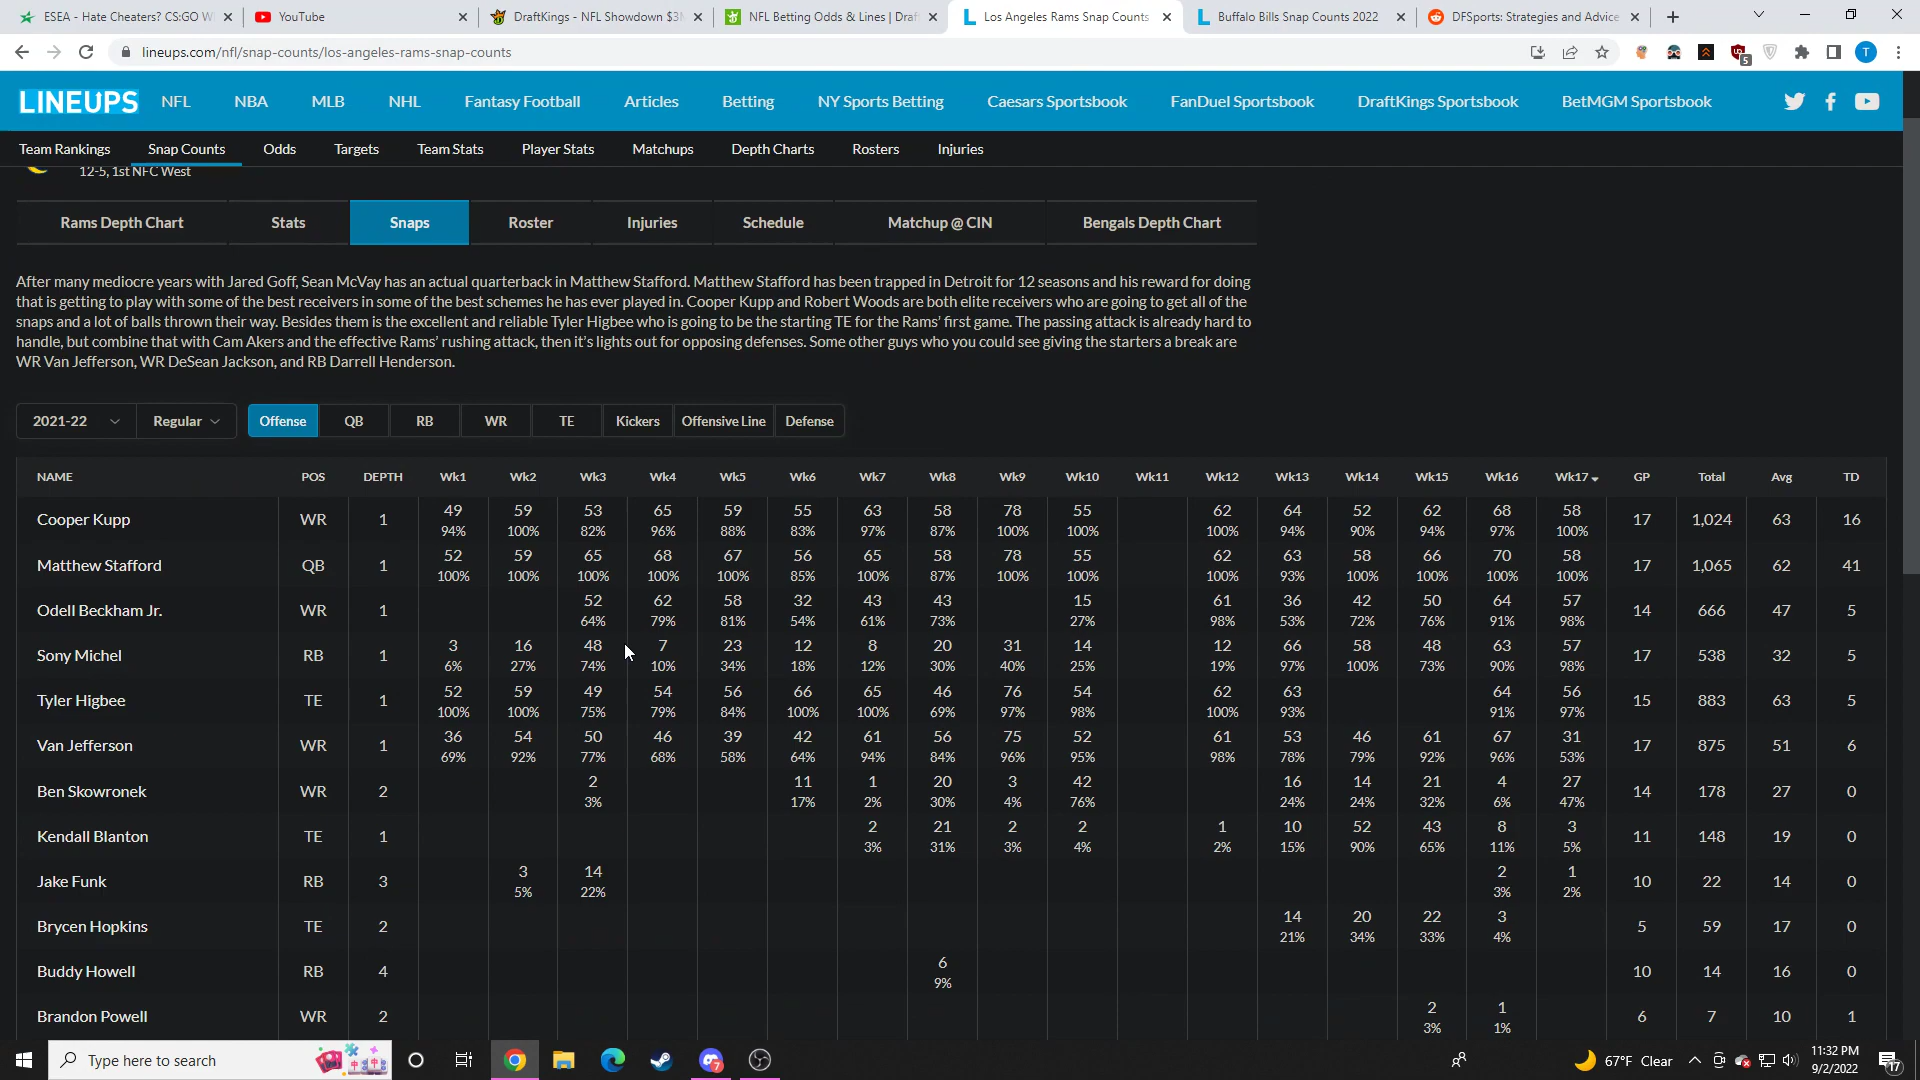 ESEA - Hate Cheaters? CS:GO W
YouTube
DraftKings - NFL Showdown $3
NFL Betting Odds & Lines | Draf
Los Angeles Rams Snap Counts
Buffalo Bills Snap Counts 2022
DFSports: Strategies and Advice
lineups.com/nfl/snap-counts/los-angeles-rams-snap-counts
5
T
LINEUPS NFL NBA MLB NHL Fantasy Football Articles Betting NY Sports Betting Caesars Sportsbook FanDuel Sportsbook DraftKings Sportsbook BetMGM Sportsbook
Team Rankings Snap Counts Odds Targets Team Stats Player Stats Matchups Depth Charts Rosters Injuries
12-5, 1st NFC West
Rams Depth Chart Stats Snaps Roster Injuries Schedule Matchup @ CIN Bengals Depth Chart
After many mediocre years with Jared Goff, Sean McVay has an actual quarterback in Matthew Stafford. Matthew Stafford has been trapped in Detroit for 12 seasons and his reward for doing
that is getting to play with some of the best receivers in some of the best schemes he has ever played in. Cooper Kupp and Robert Woods are both elite receivers who are going to get all of the
snaps and a lot of balls thrown their way. Besides them is the excellent and reliable Tyler Higbee who is going to be the starting TE for the Rams' first game. The passing attack is already hard to
handle, but combine that with Cam Akers and the effective Rams' rushing attack, then it's lights out for opposing defenses. Some other guys who you could see giving the starters a break are
WR Van Jefferson, WR DeSean Jackson, and RB Darrell Henderson.
2021-22 Regular Offense QB RB WR TE Kickers Offensive Line Defense
NAME POS DEPTH Wk1 Wk2 Wk3 Wk4 Wk5 Wk6 Wk7 Wk8 Wk9 Wk10 Wk11 Wk12 Wk13 Wk14 Wk15 Wk16 Wk17 GP Total Avg TD
49 59 53 65 59 55 63 58 78 55 62 64 52 62 68 58
Cooper Kupp WR 1 17 1,024 63 16
94% 100% 82% 96% 88% 83% 97% 87% 100% 100% 100% 94% 90% 94% 97% 100%
52 59 65 68 67 56 65 58 78 55 62 63 58 66 70 58
Matthew Stafford QB 1 17 1,065 62 41
100% 100% 100% 100% 100% 85% 100% 87% 100% 100% 100% 93% 100% 100% 100% 100%
52 62 58 32 43 43 15 61 36 42 50 64 57
Odell Beckham Jr. WR 1 14 666 47 5
64% 79% 81% 54% 61% 73% 27% 98% 53% 72% 76% 91% 98%
3 16 48 7 23 12 8 20 31 14 12 66 58 48 63 57
Sony Michel RB 1 17 538 32 5
6% 27% 74% 10% 34% 18% 12% 30% 40% 25% 19% 97% 100% 73% 90% 98%
52 59 49 54 56 66 65 46 76 54 62 63 64 56
Tyler Higbee TE 1 15 883 63 5
100% 100% 75% 79% 84% 100% 100% 69% 97% 98% 100% 93% 91% 97%
36 54 50 46 39 42 61 56 75 52 61 53 46 61 67 31
Van Jefferson WR 1 17 875 51 6
69% 92% 77% 68% 58% 64% 94% 84% 96% 95% 98% 78% 79% 92% 96% 53%
2 11 1 20 3 42 16 14 21 4 27
Ben Skowronek WR 2 14 178 27 0
3% 17% 2% 30% 4% 76% 24% 24% 32% 6% 47%
2 21 2 2 1 10 52 43 8 3
Kendall Blanton TE 1 11 148 19 0
3% 31% 3% 4% 2% 15% 90% 65% 11% 5%
3 14 2 1
Jake Funk RB 3 10 22 14 0
5% 22% 3% 2%
14 20 22 3
Brycen Hopkins TE 2 5 59 17 0
21% 34% 33% 4%
6
Buddy Howell RB 4 10 14 16 0
9%
2 1
Brandon Powell WR 2 6 7 10 1
3% 1%
Type here to search
7
67°F Clear
11:32 PM
9/2/2022
17